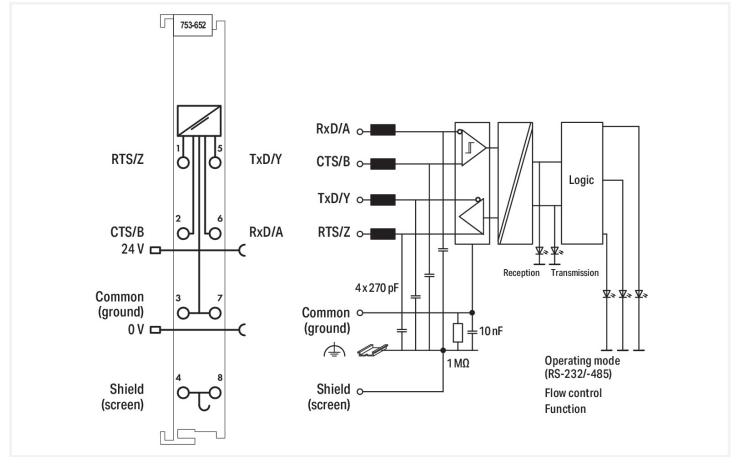 753-652
1 5
RTS/Z TxD/Y
2 6
CTS/B RxD/A
24 V
Common
(ground)
3 7
0 V
4 8
Shield
(screen)
RxD/A
CTS/B
TxD/Y
RTS/Z
Logic
Reception Transmission
4 x 270 pF
Common
(ground)
10 nF
1 MΩ
Shield
(screen)
Operating mode
(RS-232/-485)
Flow control
Function